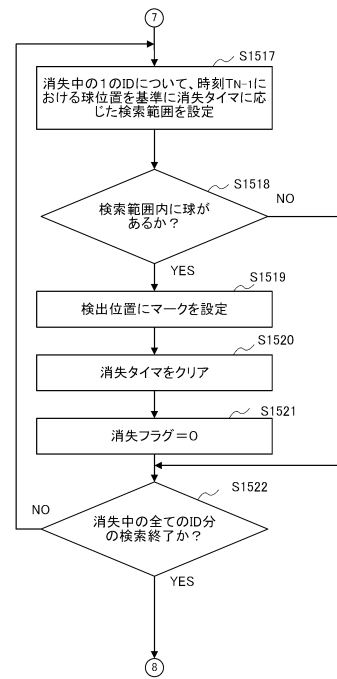 7
S1517
消失中の1のIDについて、時刻TN-1に
おける球位置を基準に消失タイマに応
じた検索範囲を設定
S1518
検索範囲内に球が
あるか?
NO
YES
S1519
検出位置にマークを設定
S1520
消失タイマをクリア
S1521
消失フラグ=0
S1522
消失中の全てのID分
の検索終了か?
NO
YES
8